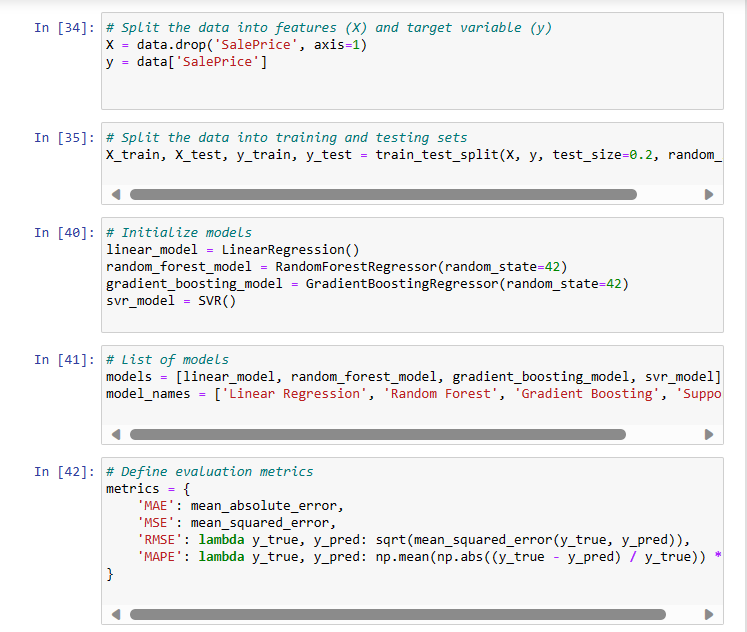 In [34]: # Split the data into features (X) and target variable (y)
X = data.drop('SalePrice', axis=1)
y = data['SalePrice']
In [35]: # Split the data into training and testing sets
X_train, X_test, y_train, y_test = train_test_split(X, y, test_size=0.2, random_
In [40]: # Initialize models
linear_model = LinearRegression()
random_forest_model = RandomForestRegressor(random_state=42)
gradient_boosting_model = GradientBoostingRegressor(random_state=42)
svr_model = SVR()
In [41]: # List of models
models = [linear_model, random_forest_model, gradient_boosting_model, svr_model]
model_names = ['Linear Regression', 'Random Forest', 'Gradient Boosting', 'Suppo
In [42]: # Define evaluation metrics
metrics = {
    'MAE': mean_absolute_error,
    'MSE': mean_squared_error,
    'RMSE': lambda y_true, y_pred: sqrt(mean_squared_error(y_true, y_pred)),
    'MAPE': lambda y_true, y_pred: np.mean(np.abs((y_true - y_pred) / y_true)) *
}